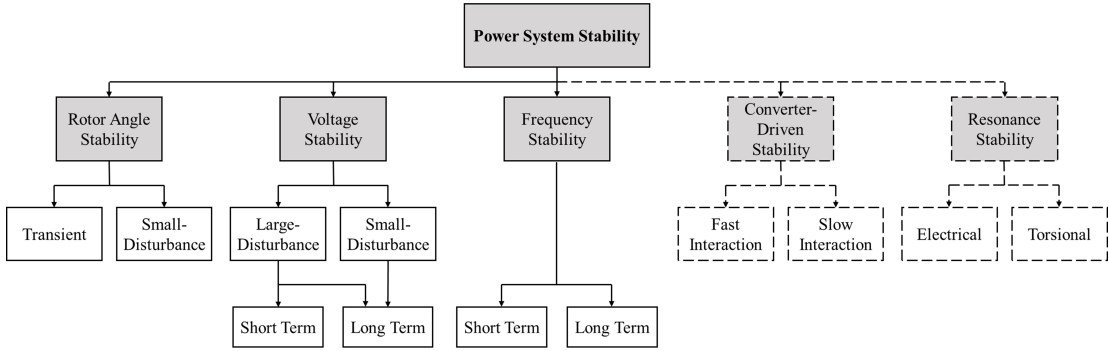 Power System Stability
Rotor Angle
Stability
Voltage
Stability
Frequency
Stability
Converter-
Driven
Stability
Resonance
Stability
Transient
Small-
Disturbance
Large-
Disturbance
Small-
Disturbance
Fast
Interaction
Slow
Interaction
Electrical
Torsional
Short Term
Long Term
Short Term
Long Term